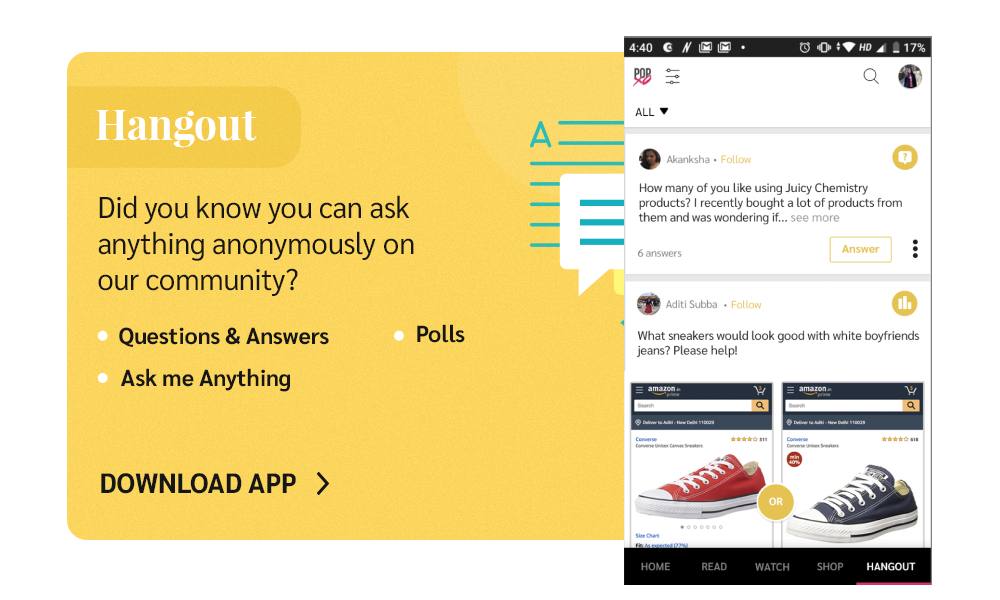 Hangout
Did you know you can ask
anything anonymously on
our community?
Questions & Answers
Polls
Ask me Anything
DOWNLOAD APP
A
4:40
HD
17%
POP
ALL
Akanksha • Follow
?
How many of you like using Juicy Chemistry
products? I recently bought a lot of products from
them and was wondering if... see more
6 answers
Answer
Aditi Subba • Follow
What sneakers would look good with white boyfriends
jeans? Please help!
amazon.in
prime
Search
Deliver to Aditi - New Delhi 110029
Converse
311
Converse Unisex Canvas Sneakers
Size Chart
Fit: As expected (77%)
OR
amazon.in
prime
Search
Deliver to Aditi - New Delhi 110029
Converse
618
Converse Unisex Sneakers
min
40%
HOME
READ
WATCH
SHOP
HANGOUT